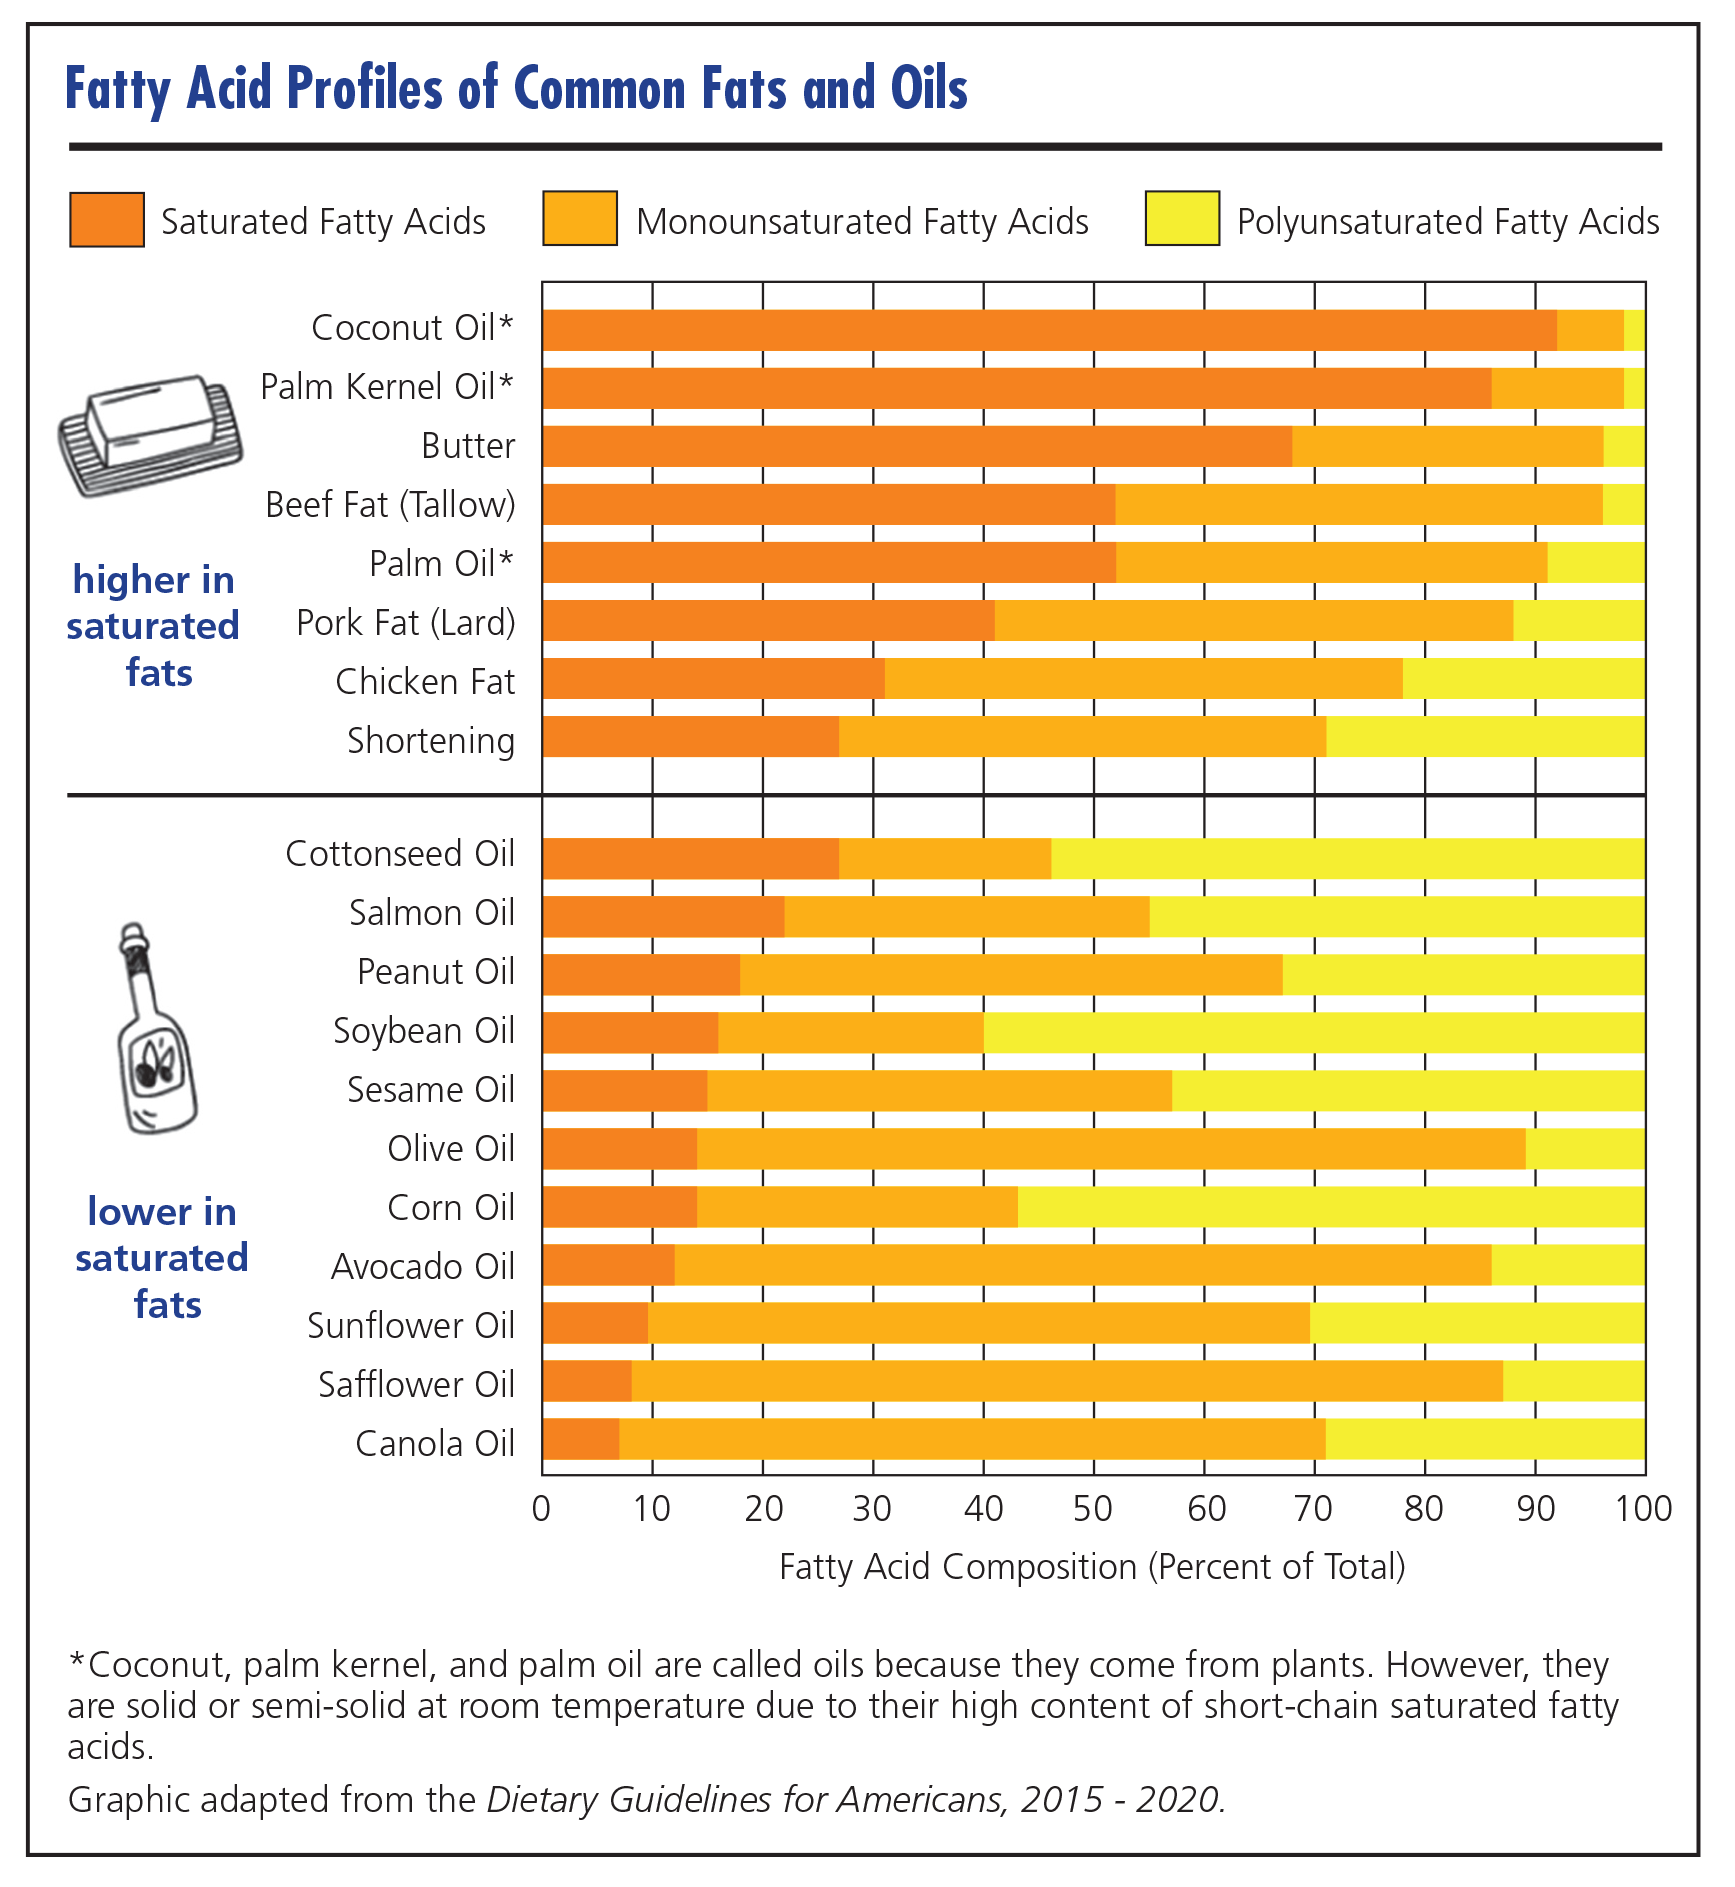 Fatty Acid Profiles of Common Fats and Oils
Saturated Fatty Acids
Monounsaturated Fatty Acids
Polyunsaturated Fatty Acids
higher in
saturated
fats
Coconut Oil*
Palm Kernel Oil*
Butter
Beef Fat (Tallow)
Palm Oil*
Pork Fat (Lard)
Chicken Fat
Shortening
lower in
saturated
fats
Cottonseed Oil
Salmon Oil
Peanut Oil
Soybean Oil
Sesame Oil
Olive Oil
Corn Oil
Avocado Oil
Sunflower Oil
Safflower Oil
Canola Oil
0 10 20 30 40 50 60 70 80 90 100
Fatty Acid Composition (Percent of Total)
*Coconut, palm kernel, and palm oil are called oils because they come from plants. However, they
are solid or semi-solid at room temperature due to their high content of short-chain saturated fatty
acids.
Graphic adapted from the Dietary Guidelines for Americans, 2015 - 2020.